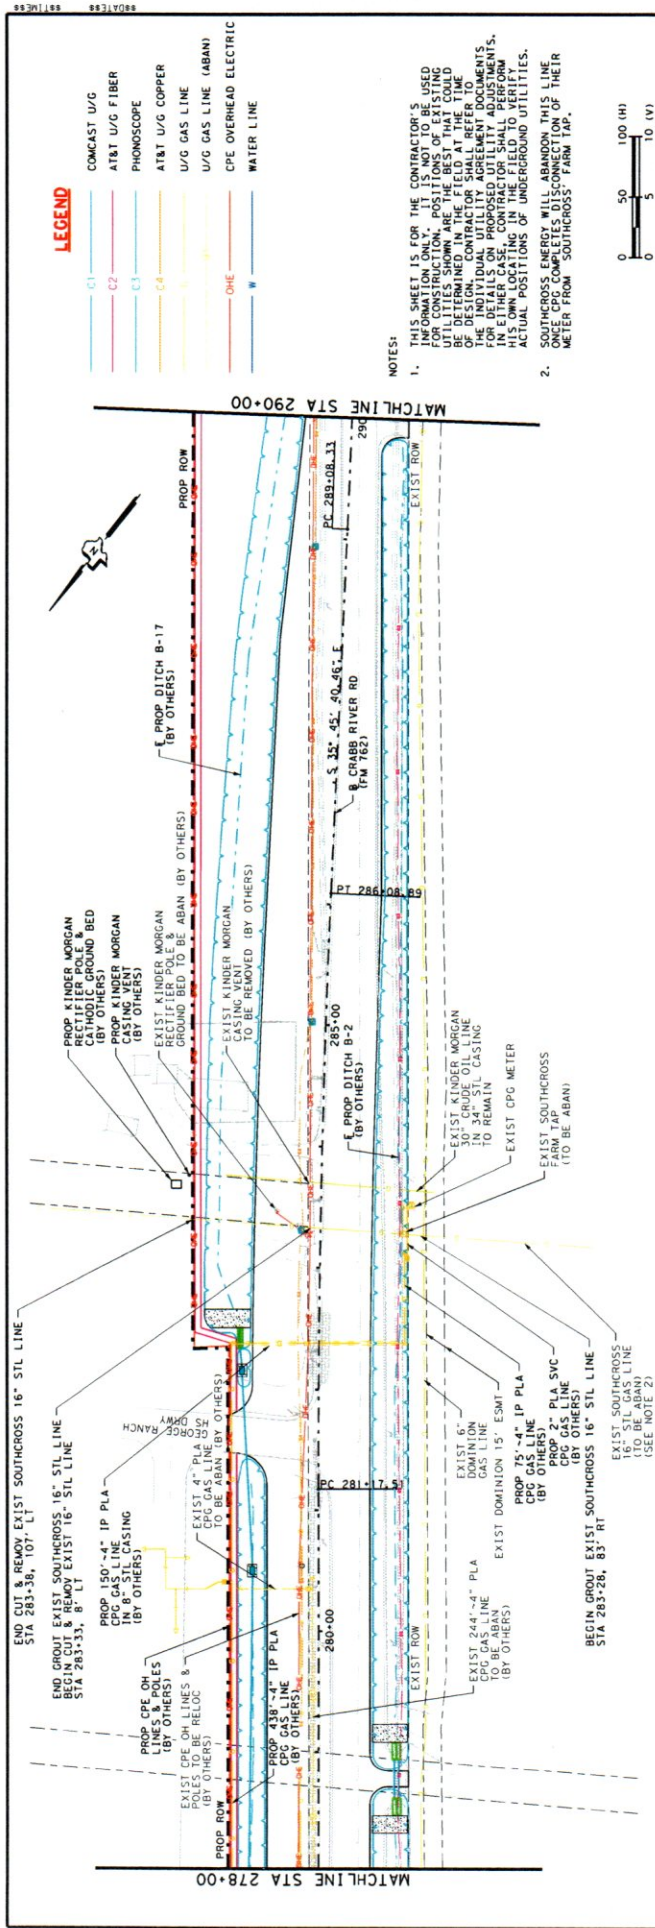 $$TIME$$
$$DATE$$
LEGEND
C1 COMCAST U/G
C2 AT&T U/G FIBER
C3 PHONOSCOPE
C4 AT&T U/G COPPER
U/G GAS LINE
U/G GAS LINE (ABAN)
OHE CPE OVERHEAD ELECTRIC
W WATER LINE
NOTES:
1. THIS SHEET IS FOR THE CONTRACTOR'S
INFORMATION ONLY. IT IS NOT TO BE USED
FOR CONSTRUCTION. POSITIONS OF EXISTING
UTILITIES SHOWN ARE THE BEST THAT COULD
BE DETERMINED IN THE FIELD AT THE TIME
OF DESIGN. CONTRACTOR SHALL REFER TO
THE INDIVIDUAL UTILITY AGREEMENT DOCUMENTS
FOR DETAILS ON PROPOSED UTILITY ADJUSTMENTS.
IN EITHER CASE, CONTRACTOR SHALL PERFORM
HIS OWN LOCATING IN THE FIELD TO VERIFY
ACTUAL POSITIONS OF UNDERGROUND UTILITIES.
2. SOUTHCROSS ENERGY WILL ABANDON THIS LINE
ONCE CPG COMPLETES DISCONNECTION OF THEIR
METER FROM SOUTHCROSS' FARM TAP.
0 50 100 (H)
0 5 10 (V)
MATCHLINE STA 290+00
MATCHLINE STA 278+00
N
END CUT & REMOV EXIST SOUTHCROSS 16" STL LINE
STA 283+38, 107' LT
END GROUT EXIST SOUTHCROSS 16" STL LINE
BEGIN CUT & REMOV EXIST 16" STL LINE
STA 283+33, 8' LT
PROP 150'~4" IP PLA
CPG GAS LINE
IN 8" STL CASING
(BY OTHERS)
EXIST 4" PLA
CPG GAS LINE
TO BE ABAN (BY OTHERS)
GEORGE RANCH
HS DRWY
PROP CPE OH
LINES & POLES
(BY OTHERS)
EXIST CPE OH LINES &
POLES TO BE RELOC
(BY OTHERS)
PROP ROW
PROP 438'~4" IP PLA
CPG GAS LINE
(BY OTHERS)
PROP KINDER MORGAN
RECTIFIER POLE &
CATHODIC GROUND BED
(BY OTHERS)
PROP KINDER MORGAN
CASING VENT
(BY OTHERS)
EXIST KINDER MORGAN
RECTIFIER POLE &
GROUND BED TO BE ABAN (BY OTHERS)
EXIST KINDER MORGAN
CASING VENT
TO BE REMOVED (BY OTHERS)
PROP DITCH B-17
(BY OTHERS)
PROP ROW
280+00
PC 281+17.51
285+00
PT 286+08.89
S 35° 45' 40.46" E
CRABB RIVER RD
(FM 762)
PC 289+08.33
290
PROP DITCH B-2
(BY OTHERS)
EXIST ROW
EXIST ROW
EXIST 244'~4" PLA
CPG GAS LINE
TO BE ABAN
(BY OTHERS)
EXIST 6"
DOMINION
GAS LINE
EXIST DOMINION 15' ESMT
PROP 75'~4" IP PLA
CPG GAS LINE
(BY OTHERS)
PROP 2" PLA SVC
CPG GAS LINE
(BY OTHERS)
BEGIN GROUT EXIST SOUTHCROSS 16" STL LINE
STA 283+28, 83' RT
EXIST SOUTHCROSS
16" STL GAS LINE
(TO BE ABAN)
(SEE NOTE 2)
EXIST KINDER MORGAN
30" CRUDE OIL LINE
IN 34" STL CASING
TO REMAIN
EXIST CPG METER
EXIST SOUTHCROSS
FARM TAP
(TO BE ABAN)